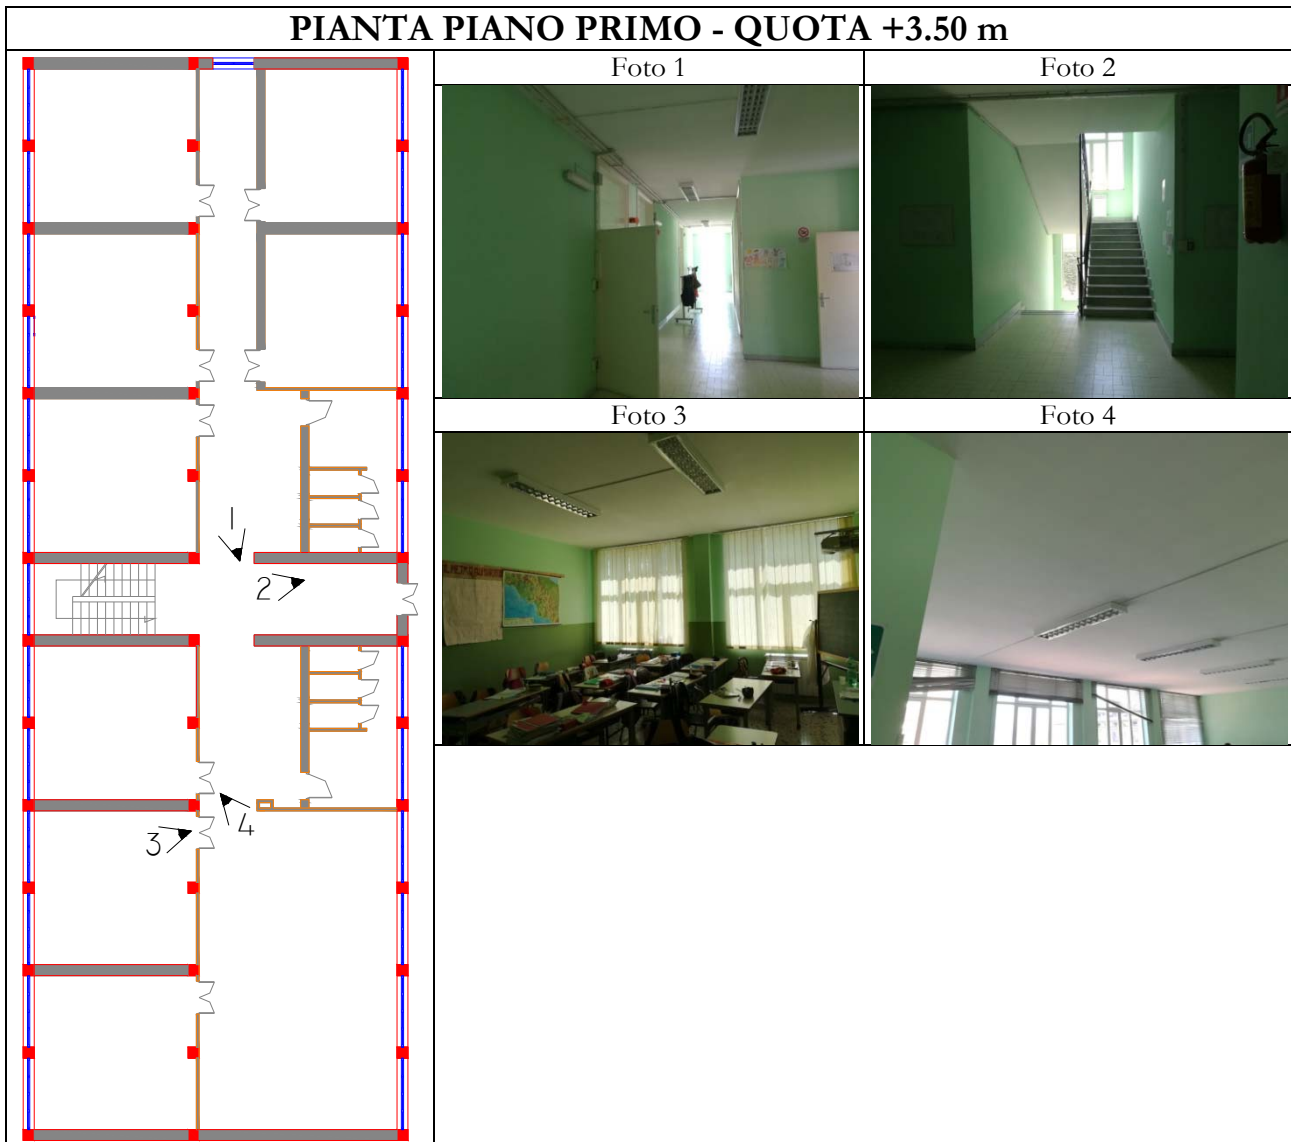 PIANTA PIANO PRIMO - QUOTA +3.50 m
Foto 1
Foto 2
Foto 3
Foto 4
1
2
3
4